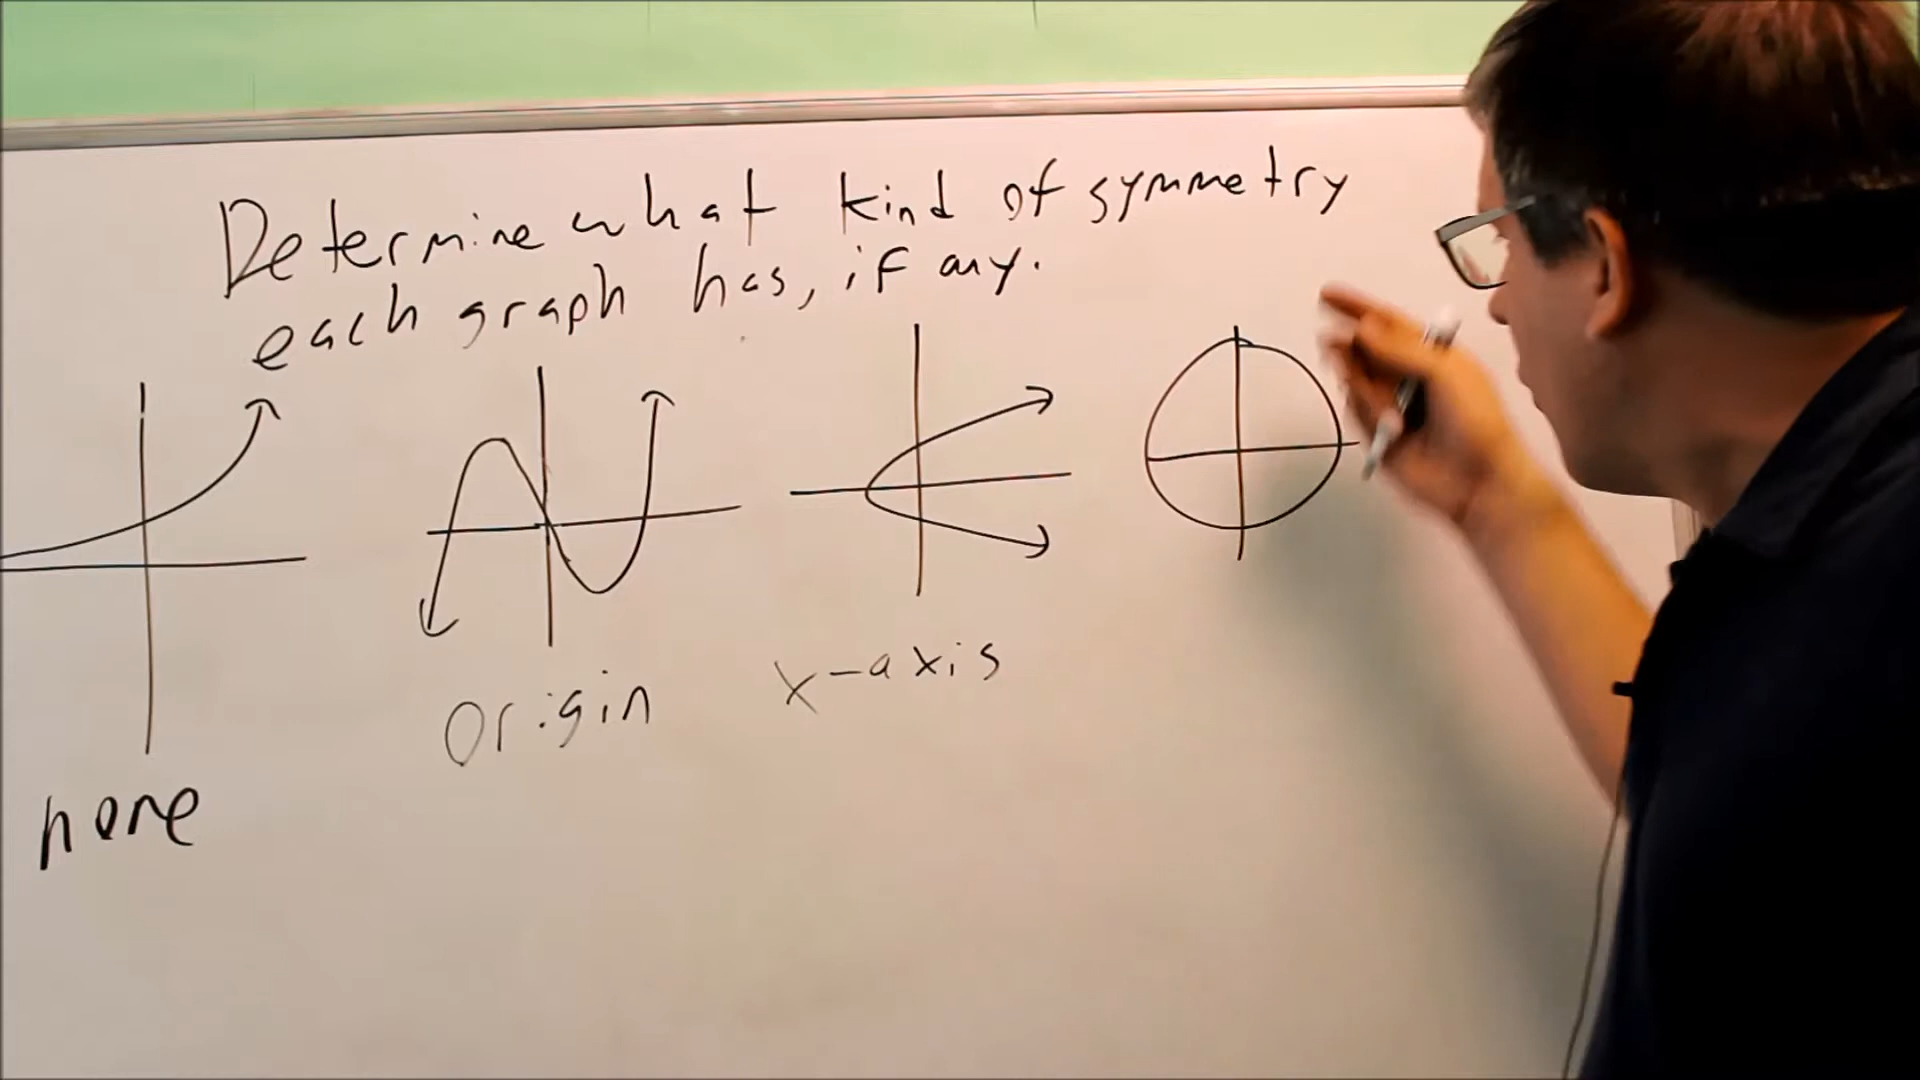 Determine what kind of symmetry
each graph has, if any.
none
Origin
x-axis